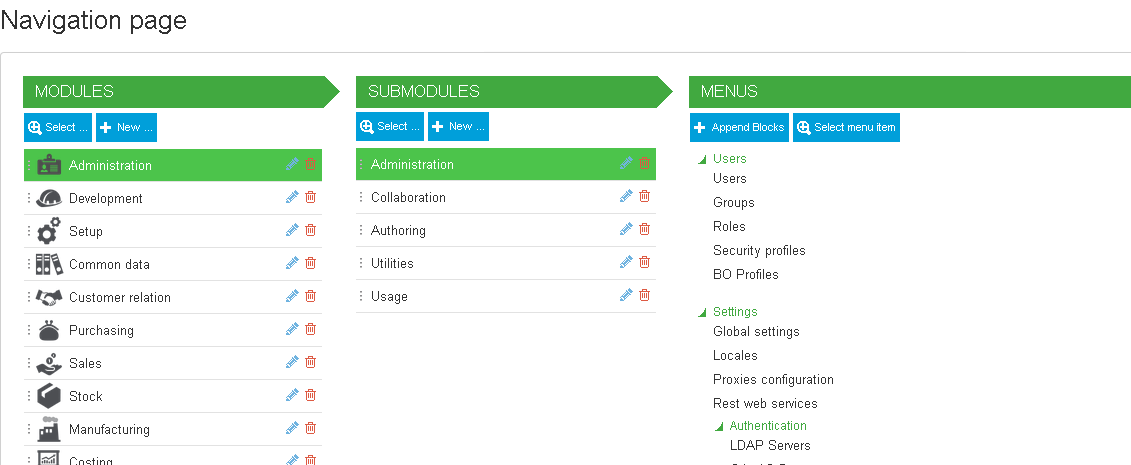 Navigation page
MODULES
Select ...
New ...
Administration
Development
Setup
Common data
Customer relation
Purchasing
Sales
Stock
Manufacturing
Costing
SUBMODULES
Select ...
New ...
Administration
Collaboration
Authoring
Utilities
Usage
MENUS
Append Blocks
Select menu item
Users
Users
Groups
Roles
Security profiles
BO Profiles
Settings
Global settings
Locales
Proxies configuration
Rest web services
Authentication
LDAP Servers